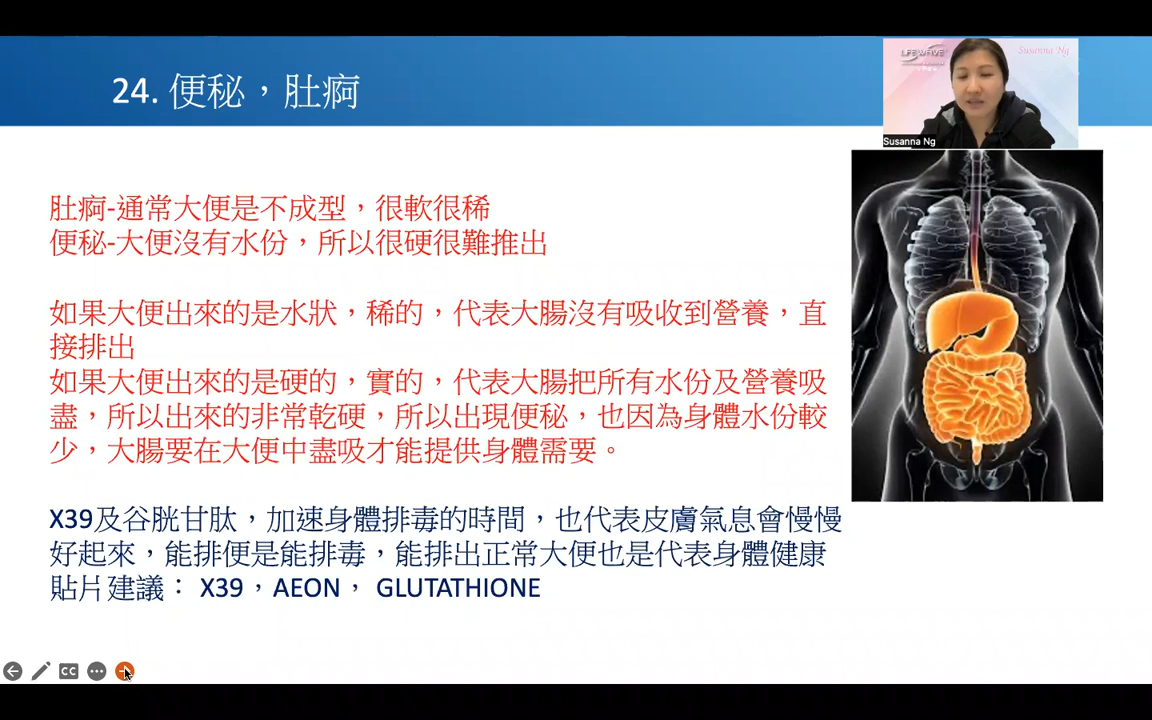 24. 便秘，肚痾
LIFEWAVE
Susanna Ng
Susanna Ng
肚痾-通常大便是不成型，很軟很稀
便秘-大便沒有水份，所以很硬很難推出
如果大便出來的是水狀，稀的，代表大腸沒有吸收到營養，直
接排出
如果大便出來的是硬的，實的，代表大腸把所有水份及營養吸
盡，所以出來的非常乾硬，所以出現便秘，也因為身體水份較
少，大腸要在大便中盡吸才能提供身體需要。
X39及谷胱甘肽，加速身體排毒的時間，也代表皮膚氣息會慢慢
好起來，能排便是能排毒，能排出正常大便也是代表身體健康
貼片建議： X39，AEON， GLUTATHIONE
CC